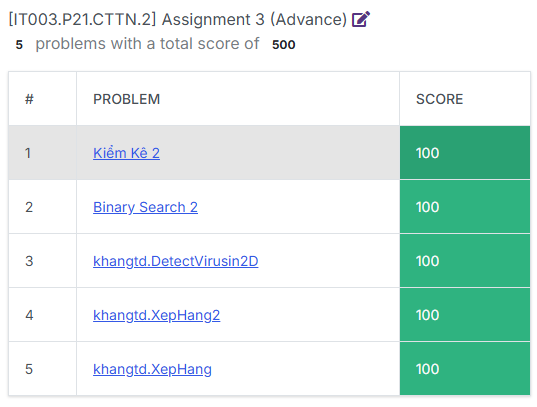 [IT003.P21.CTTN.2] Assignment 3 (Advance)
5 problems with a total score of 500
# PROBLEM SCORE
1 Kiểm Kê 2 100
2 Binary Search 2 100
3 khangtd.DetectVirusin2D 100
4 khangtd.XepHang2 100
5 khangtd.XepHang 100